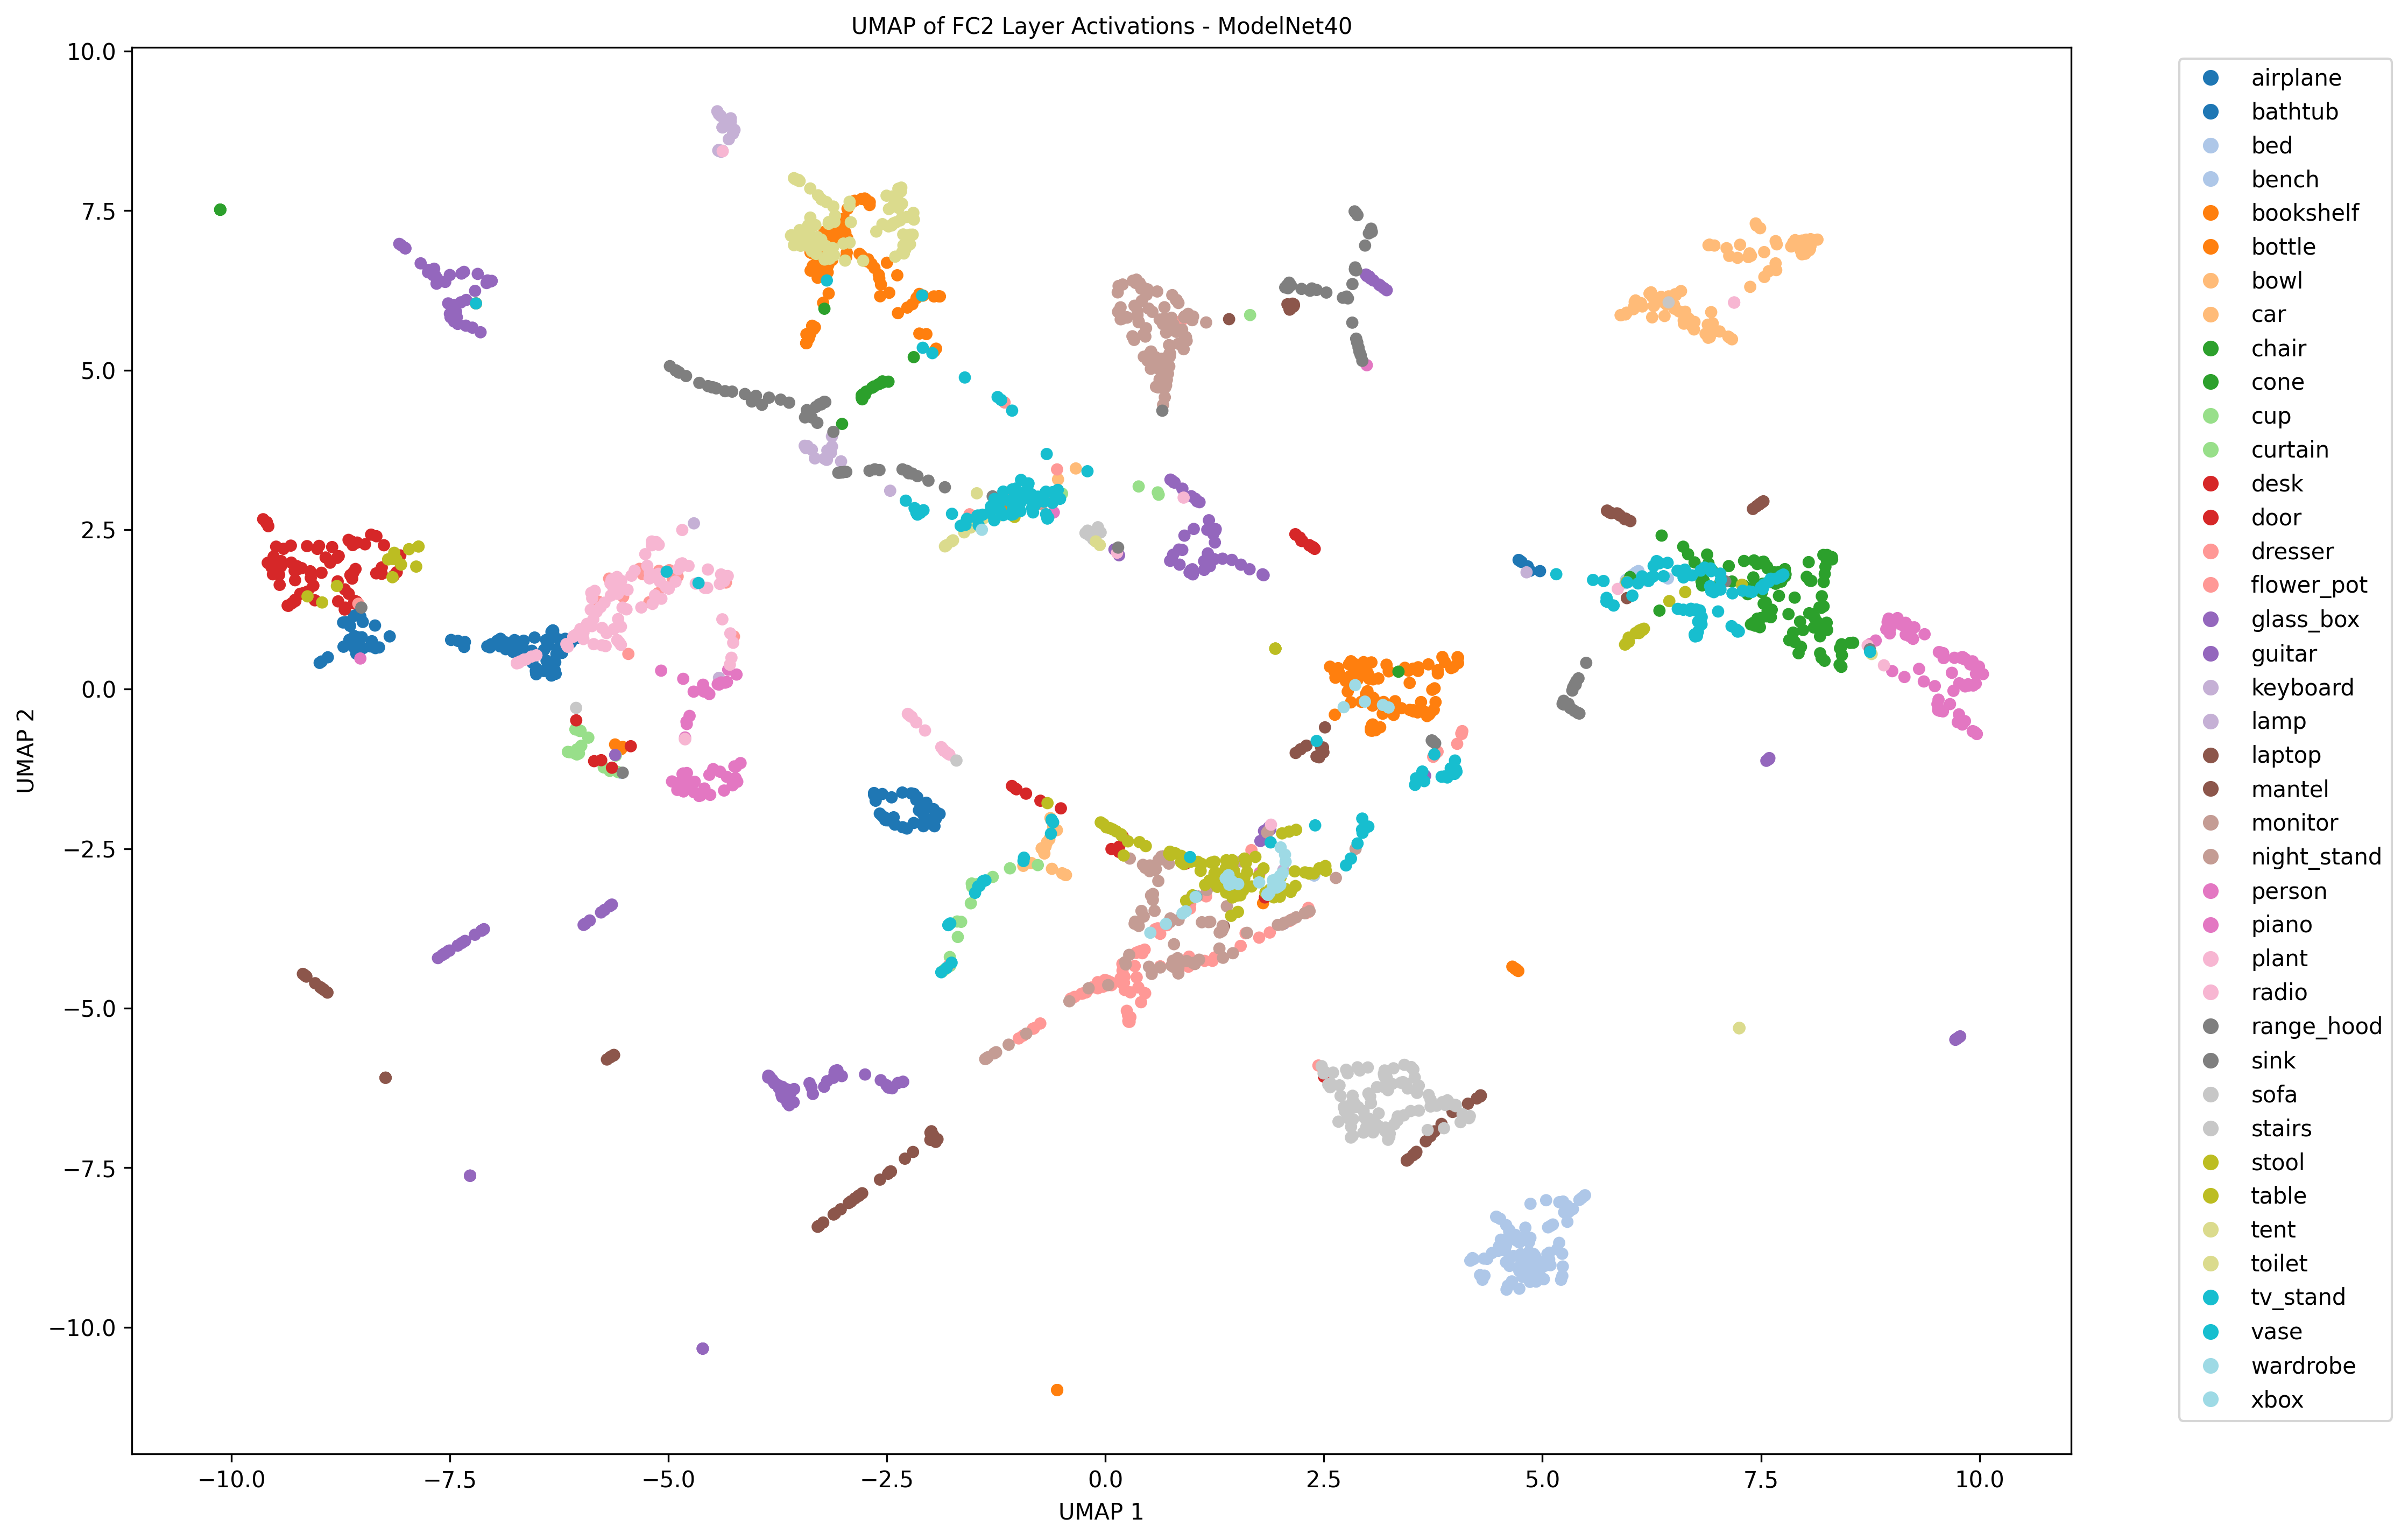 UMAP of FC2 Layer Activations - ModelNet40
10.0
7.5
5.0
2.5
0.0
−2.5
−5.0
−7.5
−10.0
UMAP 2
−10.0
−7.5
−5.0
−2.5
0.0
2.5
5.0
7.5
10.0
UMAP 1
airplane
bathtub
bed
bench
bookshelf
bottle
bowl
car
chair
cone
cup
curtain
desk
door
dresser
flower_pot
glass_box
guitar
keyboard
lamp
laptop
mantel
monitor
night_stand
person
piano
plant
radio
range_hood
sink
sofa
stairs
stool
table
tent
toilet
tv_stand
vase
wardrobe
xbox